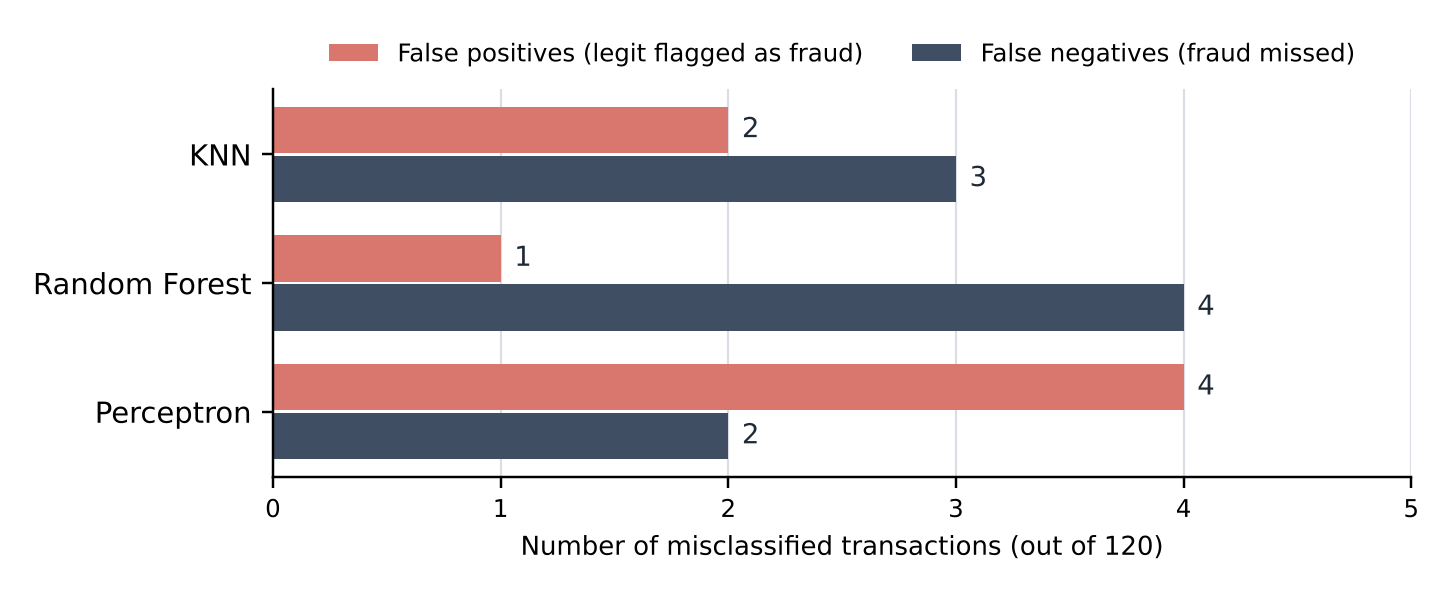 False positives (legit flagged as fraud) False negatives (fraud missed)
KNN
2
3
Random Forest
1
4
Perceptron
4
2
0 1 2 3 4 5
Number of misclassified transactions (out of 120)